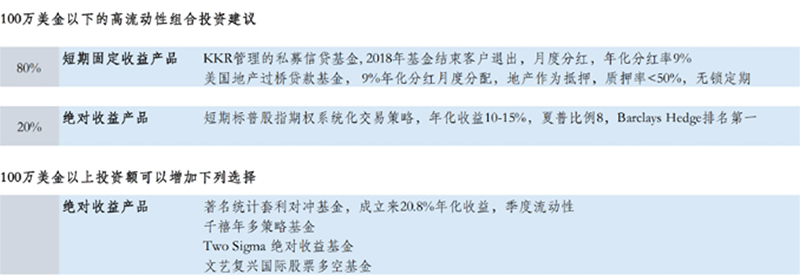 100万美金以下的高流动性组合投资建议
80% 短期固定收益产品 KKR管理的私募信贷基金, 2018年基金结束客户退出，月度分红，年化分红率9%
美国地产过桥贷款基金， 9%年化分红月度分配，地产作为抵押，质押率<50%，无锁定期
20% 绝对收益产品 短期标普股指期权系统化交易策略，年化收益10-15%，夏普比例8，Barclays Hedge排名第一
100万美金以上投资额可以增加下列选择
绝对收益产品 著名统计套利对冲基金，成立来20.8%年化收益，季度流动性
千禧年多策略基金
Two Sigma 绝对收益基金
文艺复兴国际股票多空基金